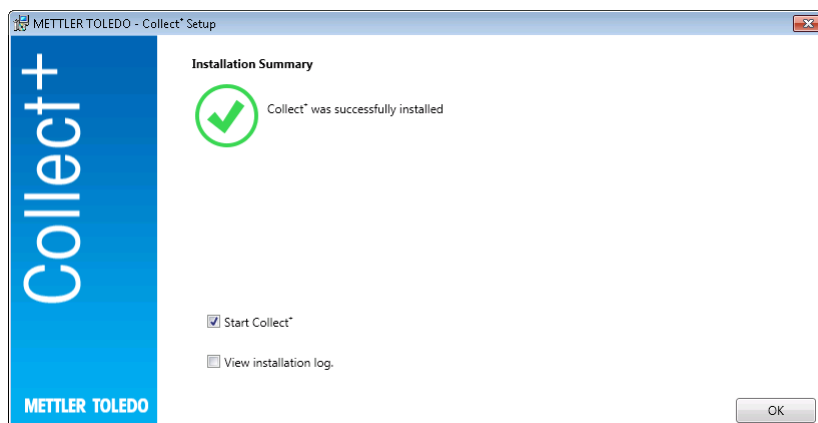 METTLER TOLEDO - Collect⁺ Setup
Collect+
Installation Summary
Collect⁺ was successfully installed
Start Collect⁺
View installation log.
METTLER TOLEDO
OK